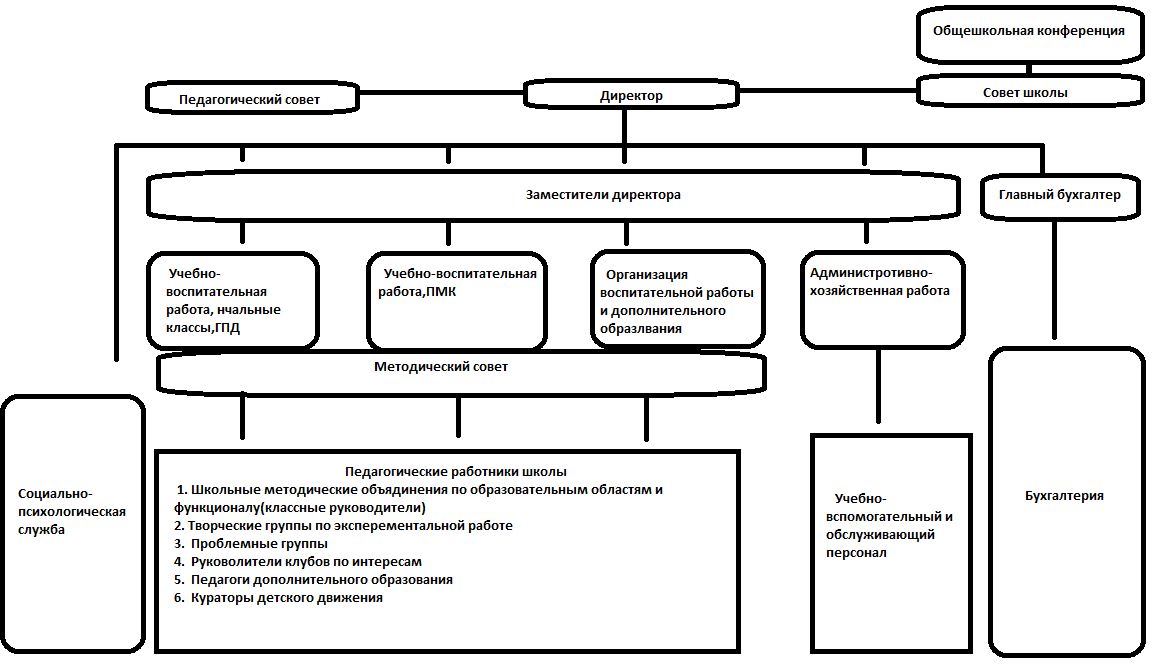 Общешкольная конференция
Педагогический совет
Директор
Совет школы
Заместители директора
Главный бухгалтер
Учебно-
воспитательная
работа, нчальные
классы,ГПД
Учебно-воспитательная
работа,ПМК
Организация
воспитательной работы
и дополнительного
образлвания
Административно-
хозяйственная работа
Методический совет
Социально-
психологическая
служба
Педагогические работники школы
1. Школьные методические объядинения по образовательным областям и
функционалу(классные руководители)
2. Творческие группы по эксперементальной работе
3. Проблемные группы
4. Руководители клубов по интересам
5. Педагоги дополнительного образования
6. Кураторы детского движения
Учебно-
вспомогательный и
обслуживающий
персонал
Бухгалтерия